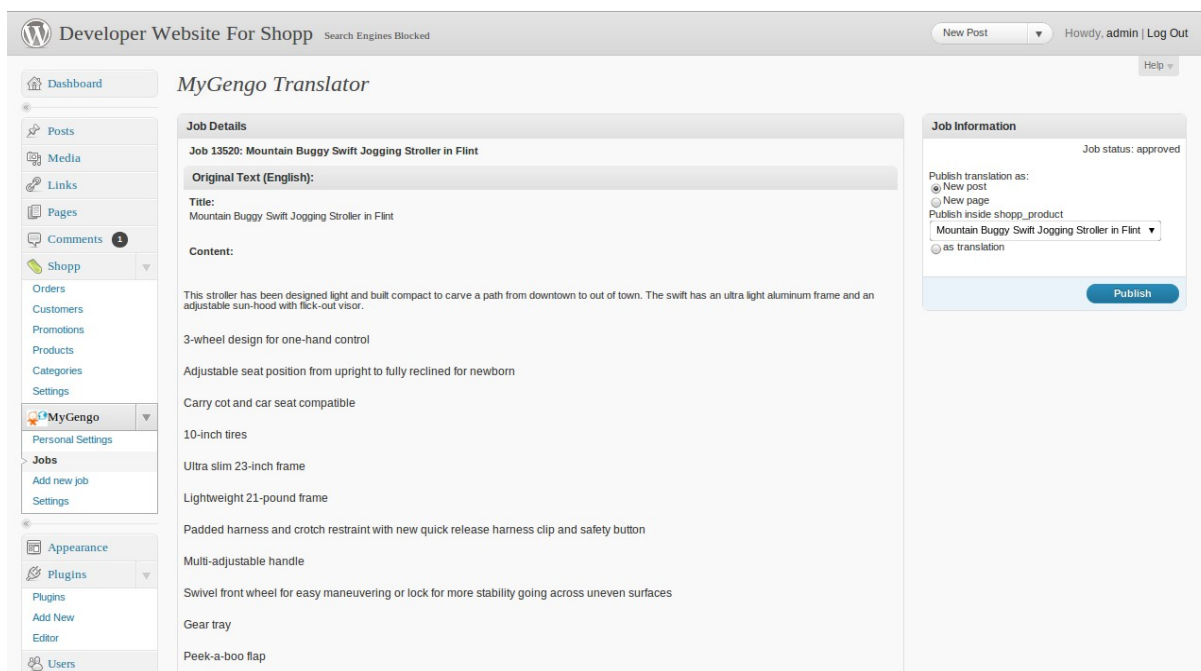 Developer Website For Shopp Search Engines Blocked
New Post
Howdy, admin | Log Out
Help
Dashboard
Posts
Media
Links
Pages
Comments 1
Shopp
Orders
Customers
Promotions
Products
Categories
Settings
MyGengo
Personal Settings
Jobs
Add new job
Settings
Appearance
Plugins
Plugins
Add New
Editor
Users
MyGengo Translator
Job Details
Job 13520: Mountain Buggy Swift Jogging Stroller in Flint
Original Text (English):
Title:
Mountain Buggy Swift Jogging Stroller in Flint
Content:
This stroller has been designed light and built compact to carve a path from downtown to out of town. The swift has an ultra light aluminum frame and an
adjustable sun-hood with flick-out visor.
3-wheel design for one-hand control
Adjustable seat position from upright to fully reclined for newborn
Carry cot and car seat compatible
10-inch tires
Ultra slim 23-inch frame
Lightweight 21-pound frame
Padded harness and crotch restraint with new quick release harness clip and safety button
Multi-adjustable handle
Swivel front wheel for easy maneuvering or lock for more stability going across uneven surfaces
Gear tray
Peek-a-boo flap
Job Information
Job status: approved
Publish translation as:
New post
New page
Publish inside shopp_product
Mountain Buggy Swift Jogging Stroller in Flint
as translation
Publish